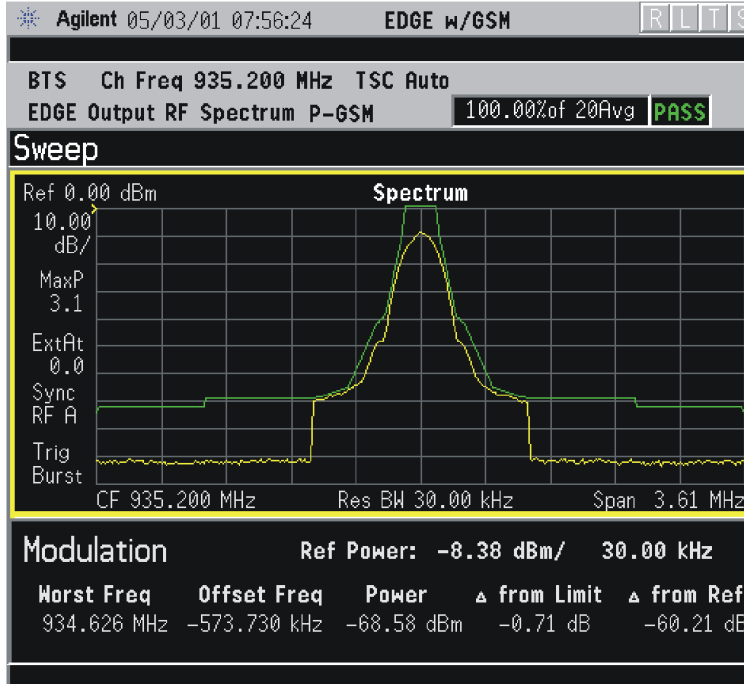 Agilent 05/03/01 07:56:24 EDGE w/GSM R L T S
BTS Ch Freq 935.200 MHz TSC Auto
EDGE Output RF Spectrum P-GSM 100.00%of 20Avg PASS
Sweep
Ref 0.00 dBm Spectrum
10.00
dB/
MaxP
3.1
ExtAt
0.0
Sync
RF A
Trig
Burst
CF 935.200 MHz Res BW 30.00 kHz Span 3.61 MHz
Modulation Ref Power: -8.38 dBm/ 30.00 kHz
Worst Freq Offset Freq Power Δ from Limit Δ from Ref
934.626 MHz -573.730 kHz -68.58 dBm -0.71 dB -60.21 dB